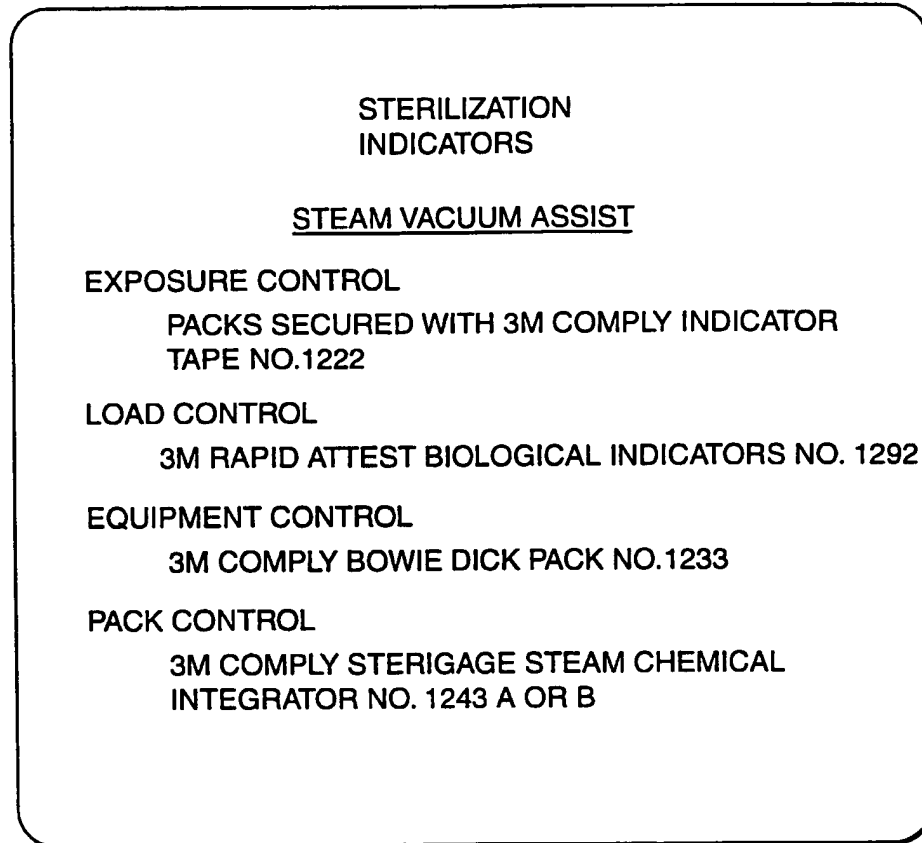 STERILIZATION
INDICATORS
STEAM VACUUM ASSIST
EXPOSURE CONTROL
PACKS SECURED WITH 3M COMPLY INDICATOR
TAPE NO.1222
LOAD CONTROL
3M RAPID ATTEST BIOLOGICAL INDICATORS NO. 1292
EQUIPMENT CONTROL
3M COMPLY BOWIE DICK PACK NO.1233
PACK CONTROL
3M COMPLY STERIGAGE STEAM CHEMICAL
INTEGRATOR NO. 1243 A OR B